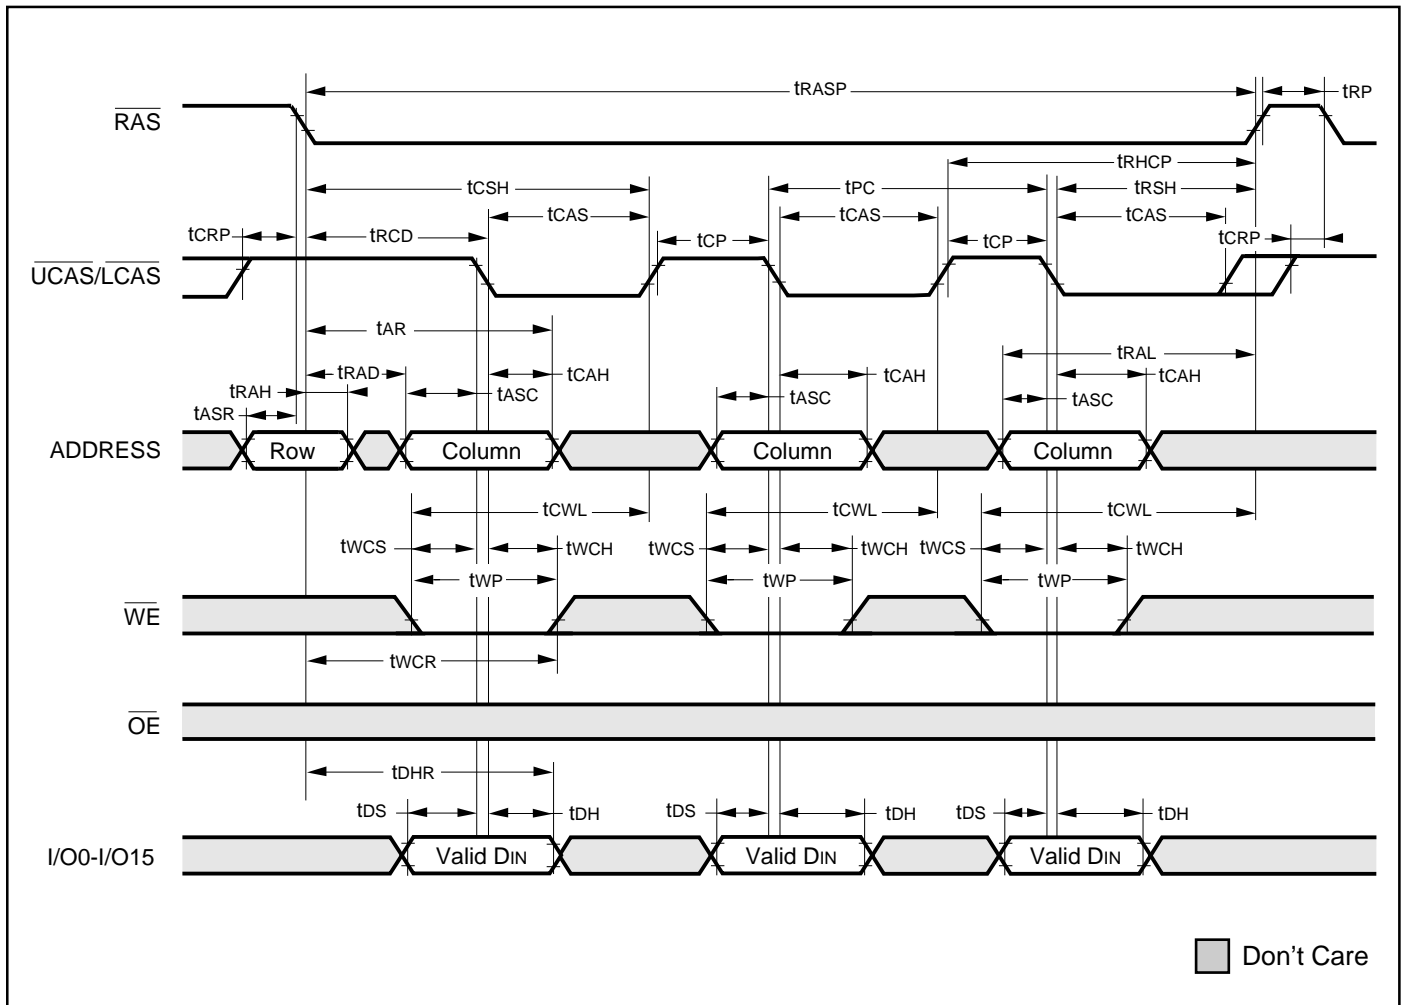 tRASP
tRP
RAS
tRHCP
tCSH
tPC
tRSH
tCAS
tCAS
tCAS
tCRP
tRCD
tCP
tCP
tCRP
UCAS/LCAS
tAR
tRAL
tRAD
tRAH
tCAH
tCAH
tCAH
tASR
tASC
tASC
tASC
ADDRESS
Row
Column
Column
Column
tCWL
tCWL
tCWL
tWCS
tWCH
tWCS
tWCH
tWCS
tWCH
tWP
tWP
tWP
WE
tWCR
OE
tDHR
tDS
tDH
tDS
tDH
tDS
tDH
I/O0-I/O15
Valid DIN
Valid DIN
Valid DIN
Don't Care